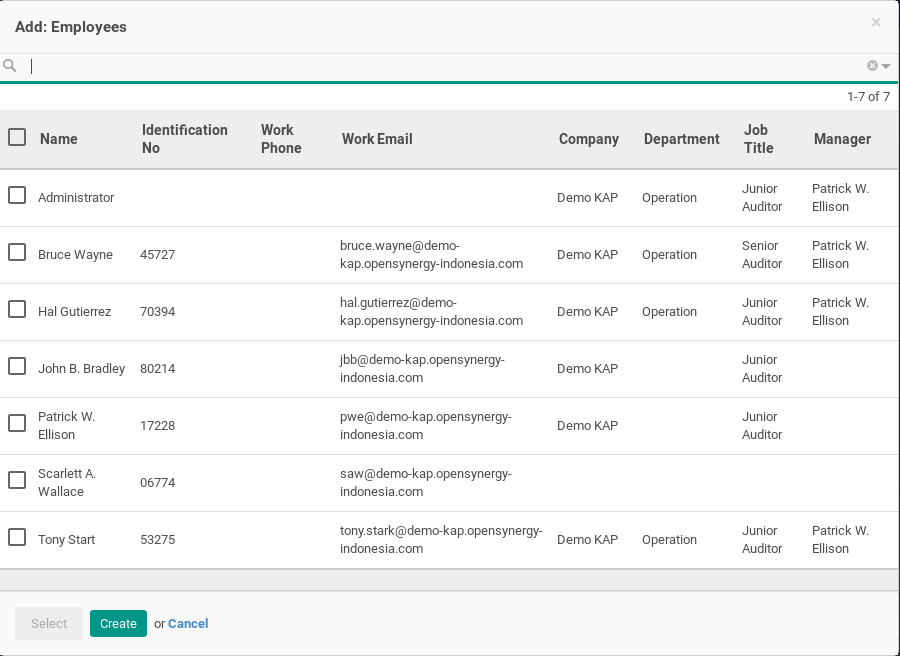 Add: Employees
×
1-7 of 7
Name Identification No Work Phone Work Email Company Department Job Title Manager
Administrator Demo KAP Operation Junior Auditor Patrick W. Ellison
Bruce Wayne 45727 bruce.wayne@demo-kap.opensynergy-indonesia.com Demo KAP Operation Senior Auditor Patrick W. Ellison
Hal Gutierrez 70394 hal.gutierrez@demo-kap.opensynergy-indonesia.com Demo KAP Operation Junior Auditor Patrick W. Ellison
John B. Bradley 80214 jbb@demo-kap.opensynergy-indonesia.com Demo KAP Junior Auditor
Patrick W. Ellison 17228 pwe@demo-kap.opensynergy-indonesia.com Demo KAP Junior Auditor
Scarlett A. Wallace 06774 saw@demo-kap.opensynergy-indonesia.com
Tony Start 53275 tony.stark@demo-kap.opensynergy-indonesia.com Demo KAP Operation Junior Auditor Patrick W. Ellison
Select Create or Cancel